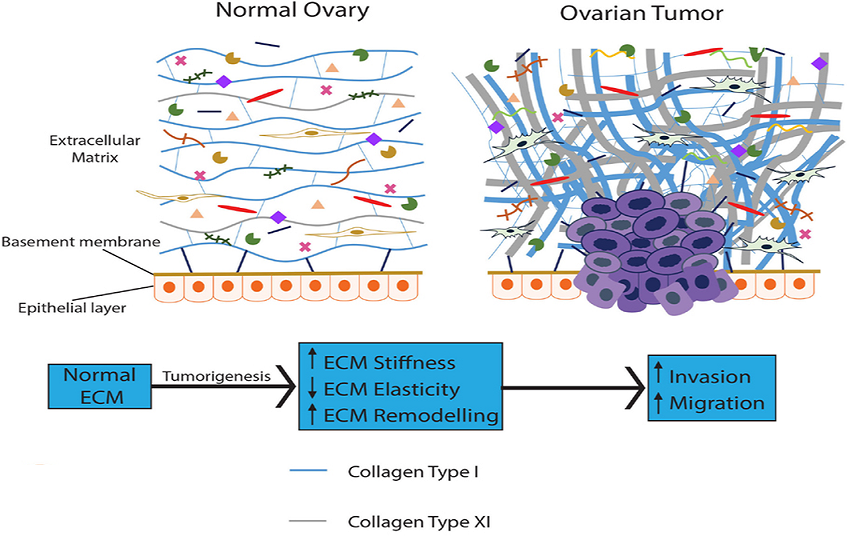 Normal Ovary
Ovarian Tumor
Extracellular
Matrix
Basement membrane
Epithelial layer
Normal
ECM
Tumorigenesis
↑ ECM Stiffness
↓ ECM Elasticity
↑ ECM Remodelling
↑ Invasion
↑ Migration
Collagen Type I
Collagen Type XI